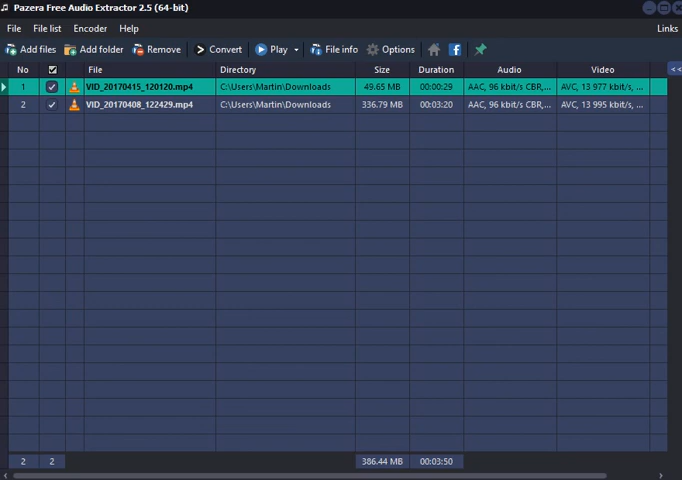 Pazera Free Audio Extractor 2.5 (64-bit)
File File list Encoder Help Links
Add files Add folder Remove Convert Play File info Options
No File Directory Size Duration Audio Video <<
1 VID_20170415_120120.mp4 C:\Users\Martin\Downloads 49.65 MB 00:00:29 AAC, 96 kbit/s CBR,... AVC, 13 977 kbit/s, ...
2 VID_20170408_122429.mp4 C:\Users\Martin\Downloads 336.79 MB 00:03:20 AAC, 96 kbit/s CBR,... AVC, 13 995 kbit/s, ...
2 2 386.44 MB 00:03:50